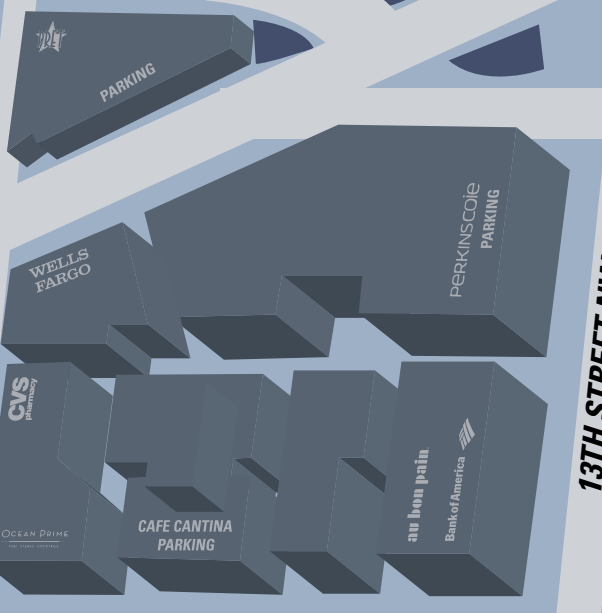 PRET
PARKING
PERKINSCOIE
PARKING
WELLS
FARGO
CVS
pharmacy
au bon pain.
Bank of America
OCEAN PRIME
CAFE CANTINA
PARKING
13TH STREET NW